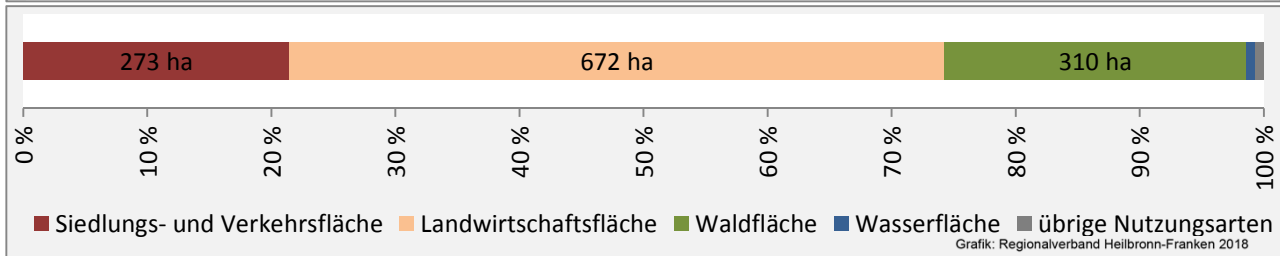 273 ha 672 ha 310 ha
0 % 10 % 20 % 30 % 40 % 50 % 60 % 70 % 80 % 90 % 100 %
Siedlungs- und Verkehrsfläche Landwirtschaftsfläche Waldfläche Wasserfläche übrige Nutzungsarten
Grafik: Regionalverband Heilbronn-Franken 2018